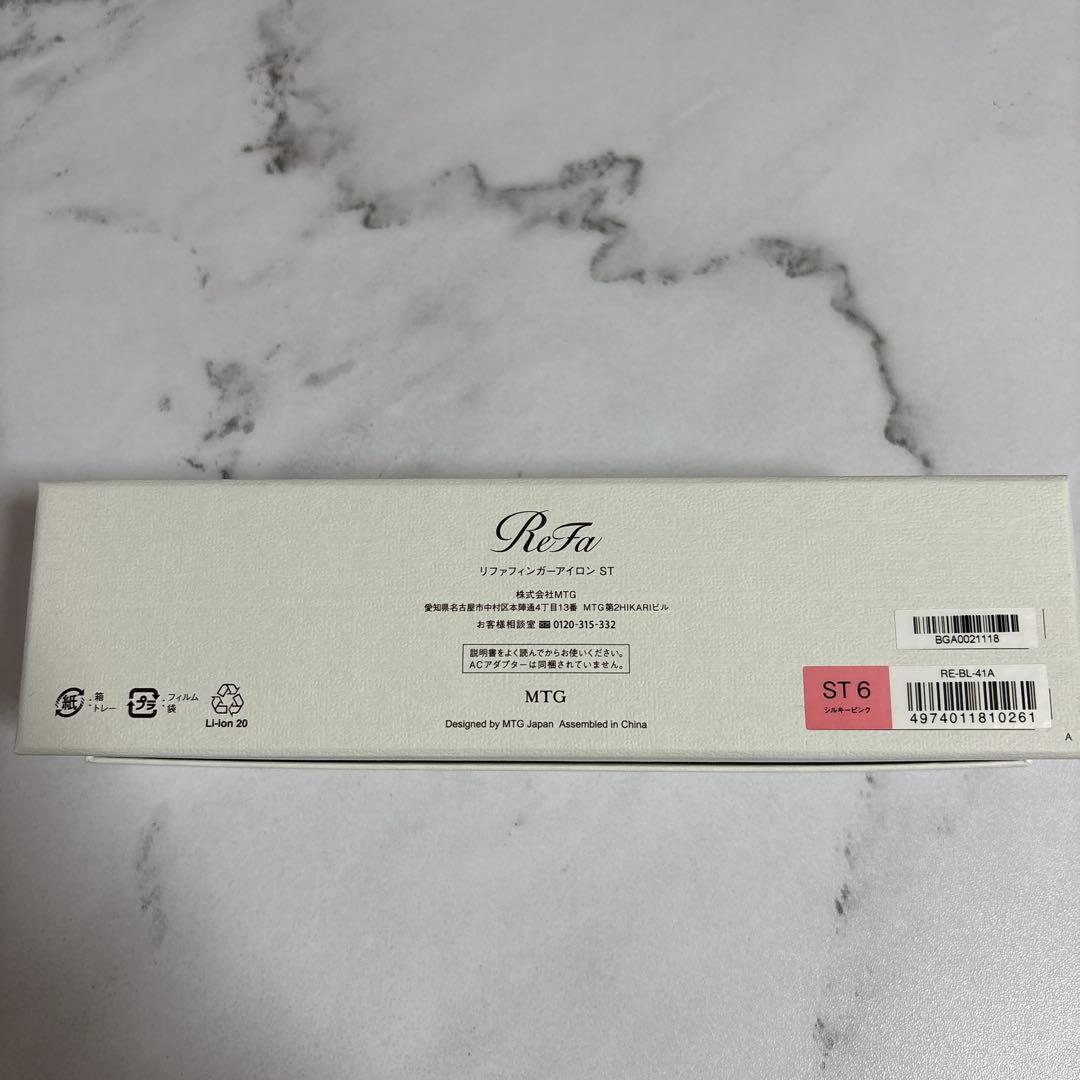 ReFa
リファフィンガーアイロン ST
株式会社MTG
愛知県名古屋市中村区本陣通4丁目13番 MTG第2HIKARIビル
お客様相談室 0120-315-332
説明書をよく読んでからお使いください。
ACアダプターは同梱されていません。
MTG
Designed by MTG Japan Assembled in China
紙
:箱
トレー
プラ
:フィルム
袋
Li-ion 20
BGA0021118
ST 6
シルキーピンク
RE-BL-41A
4974011810261
A